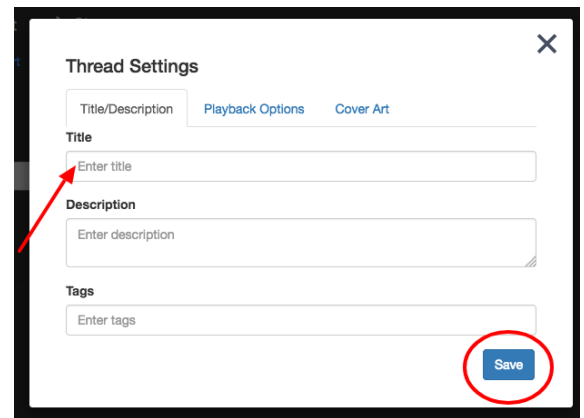 Thread Settings
Title/Description Playback Options Cover Art
Title
Enter title
Description
Enter description
Tags
Enter tags
Save